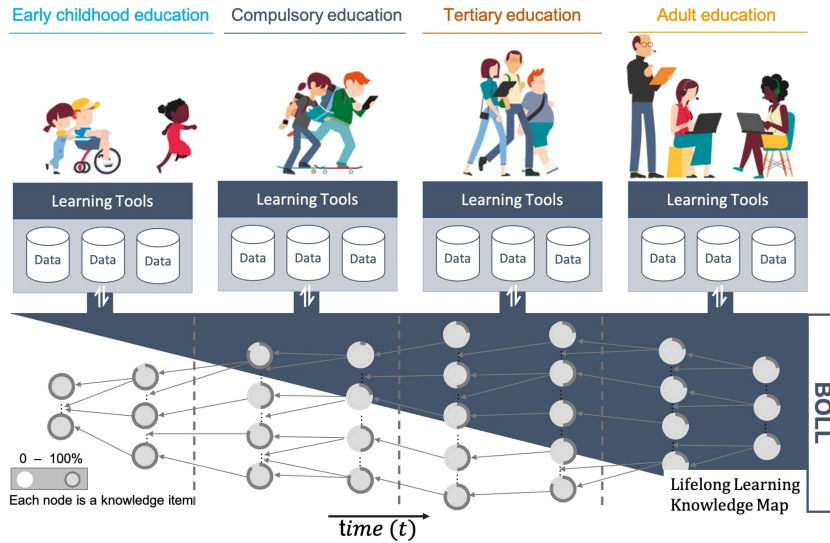 Early childhood education
Compulsory education
Tertiary education
Adult education
Learning Tools
Learning Tools
Learning Tools
Learning Tools
Data Data Data
Data Data Data
Data Data Data
Data Data Data
BOLL
0 – 100%
Each node is a knowledge item
Lifelong Learning
Knowledge Map
time (t)